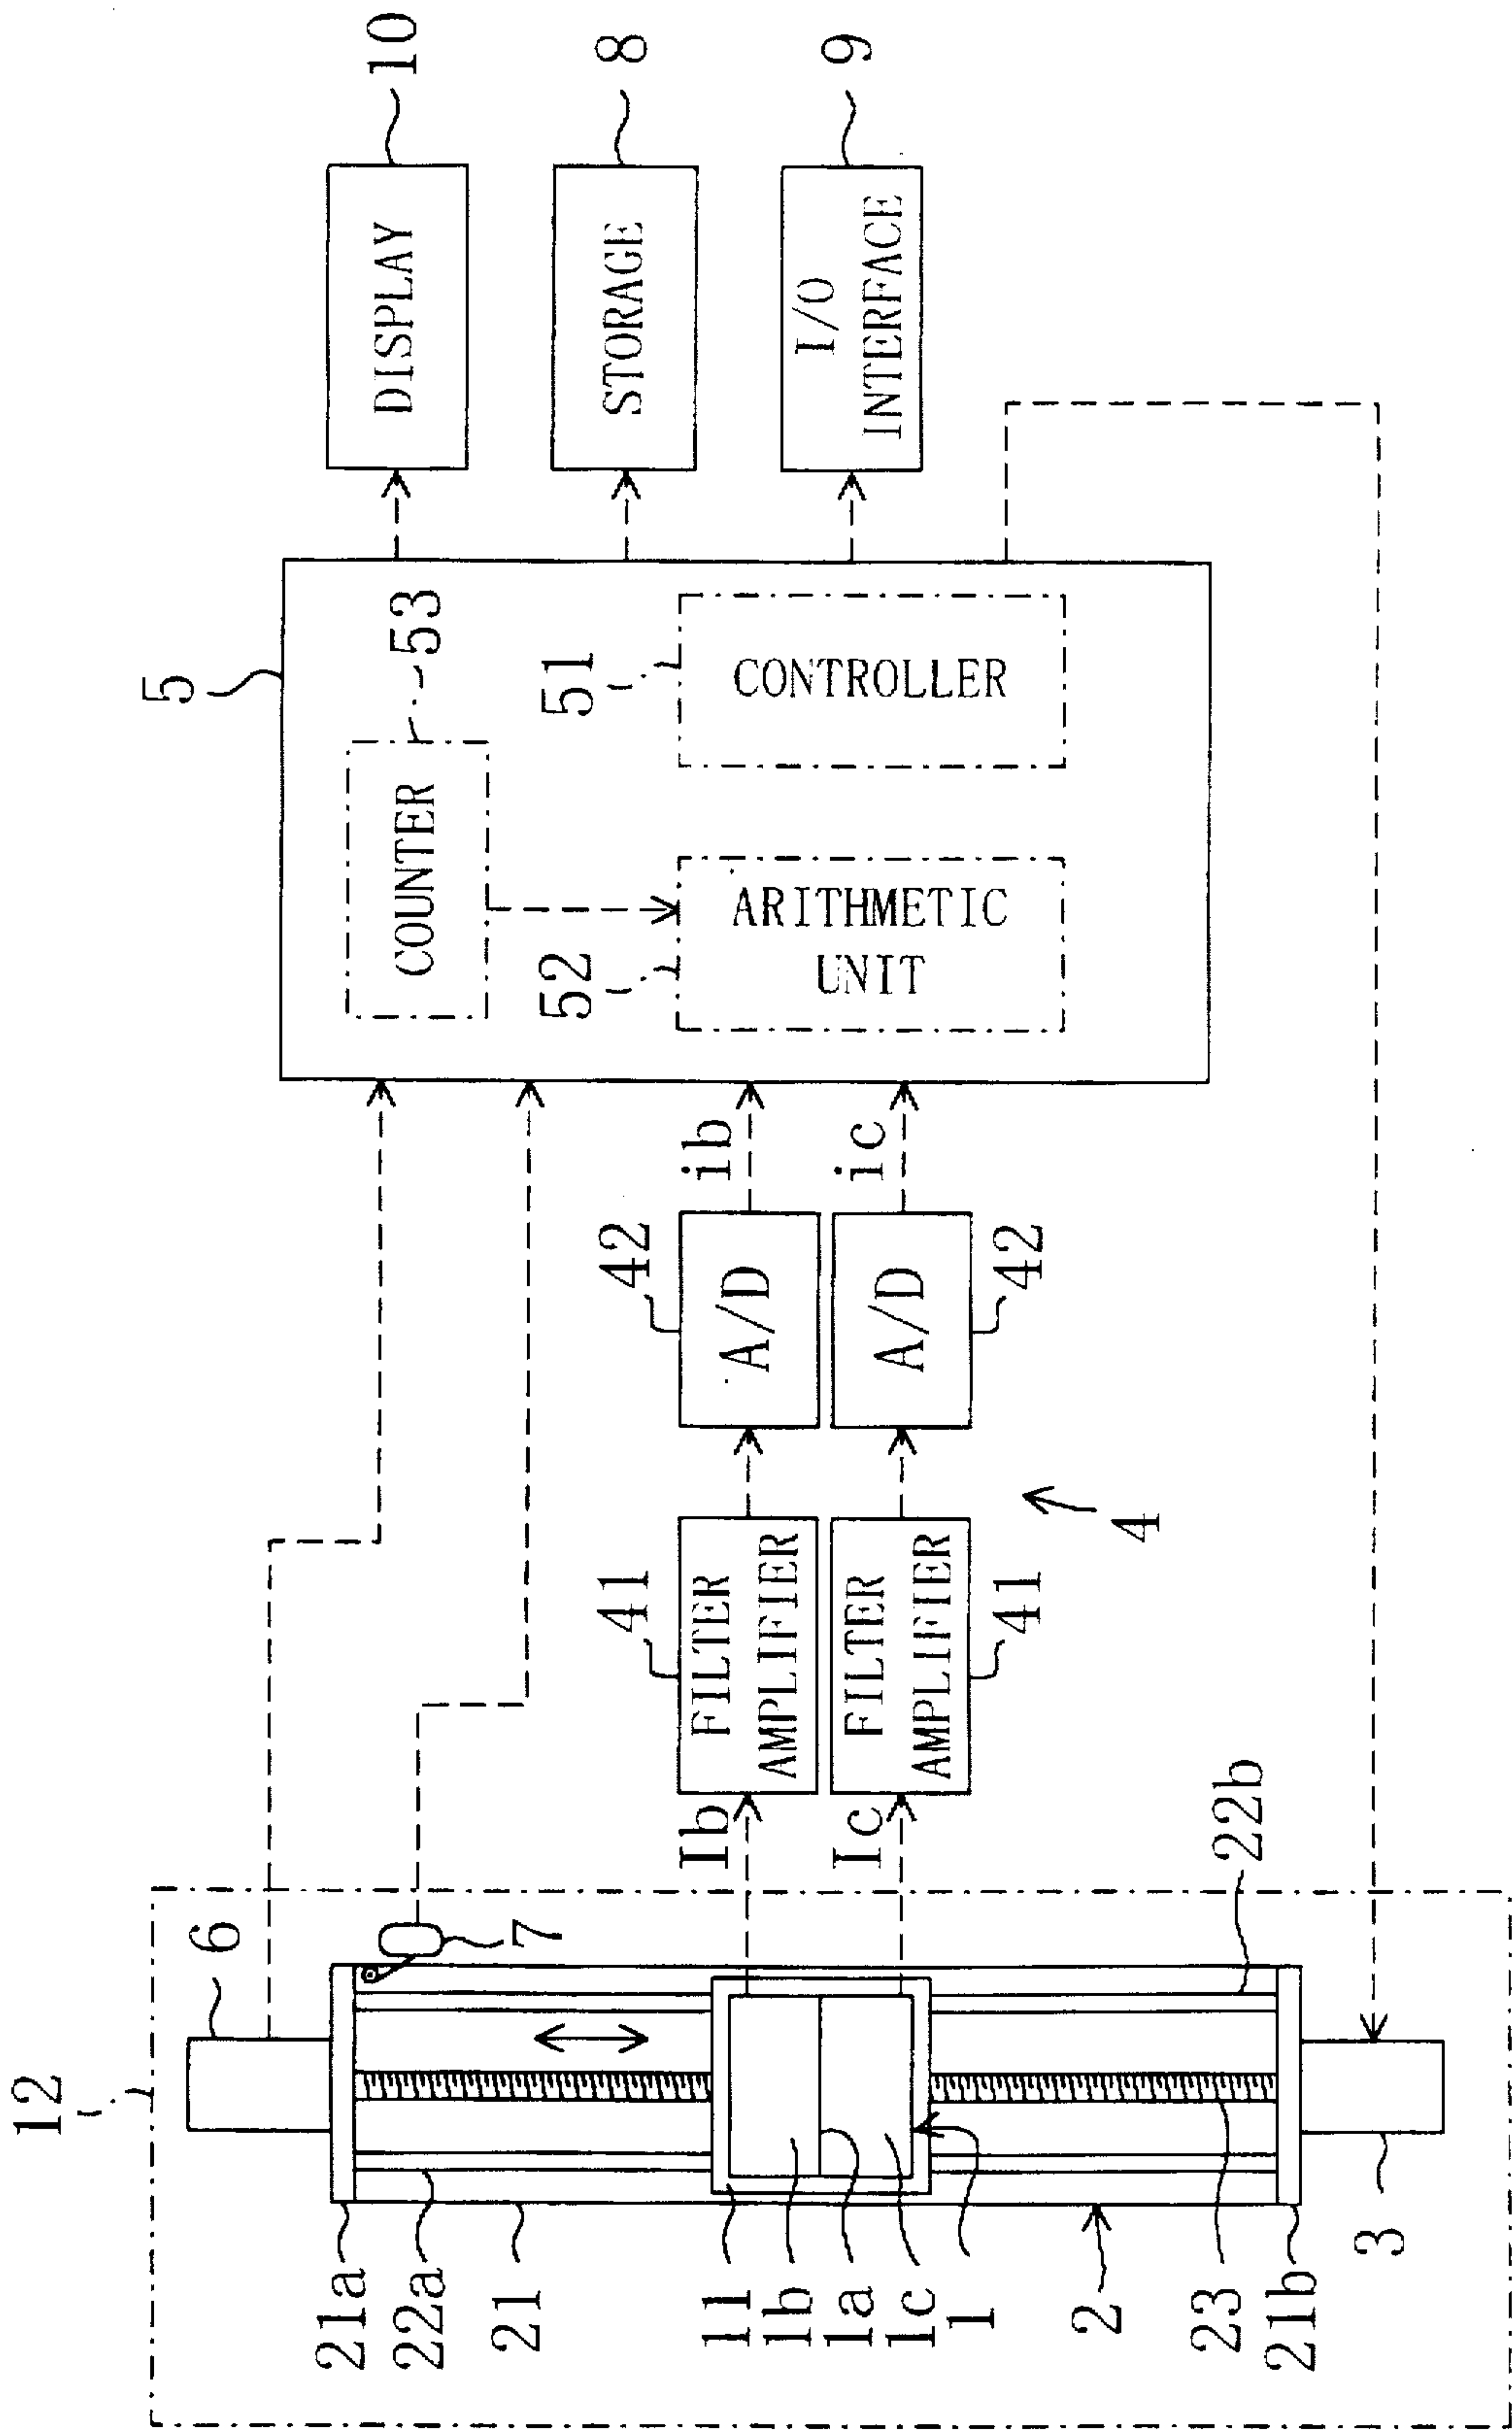 12
6
7
21a
22a
21
11
1b
1a
1c
1
2
23
21b
3
22b
Ib
Ic
41
FILTER
AMPLIFIER
FILTER
AMPLIFIER
41
4
42
A/D
A/D
42
ib
ic
5
COUNTER
53
52
ARITHMETIC
UNIT
51
CONTROLLER
DISPLAY
10
STORAGE
8
I/O
INTERFACE
9